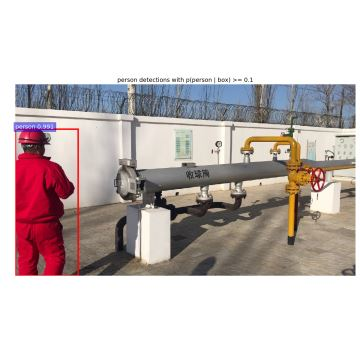 person detections with p(person | box) >= 0.1
person 0.991
收球筒